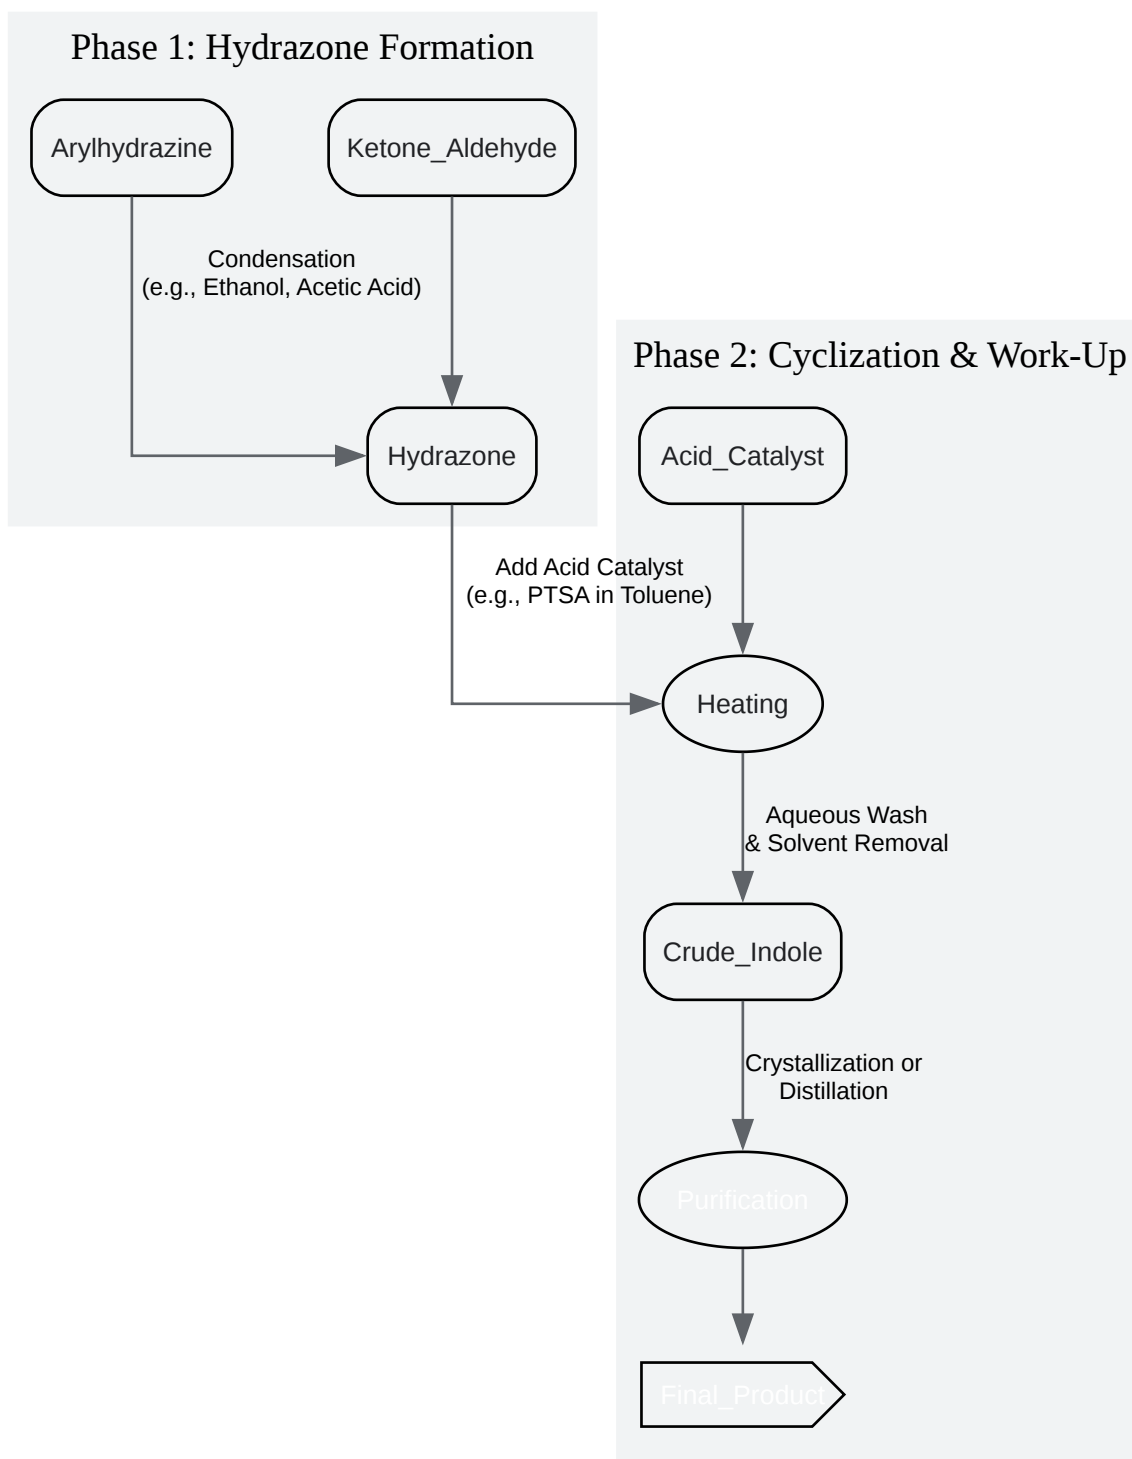 Phase 1: Hydrazone Formation
Arylhydrazine
Ketone_Aldehyde
Condensation
(e.g., Ethanol, Acetic Acid)
Hydrazone
Phase 2: Cyclization & Work-Up
Acid_Catalyst
Add Acid Catalyst
(e.g., PTSA in Toluene)
Heating
Aqueous Wash
& Solvent Removal
Crude_Indole
Crystallization or
Distillation
Purification
Final_Product